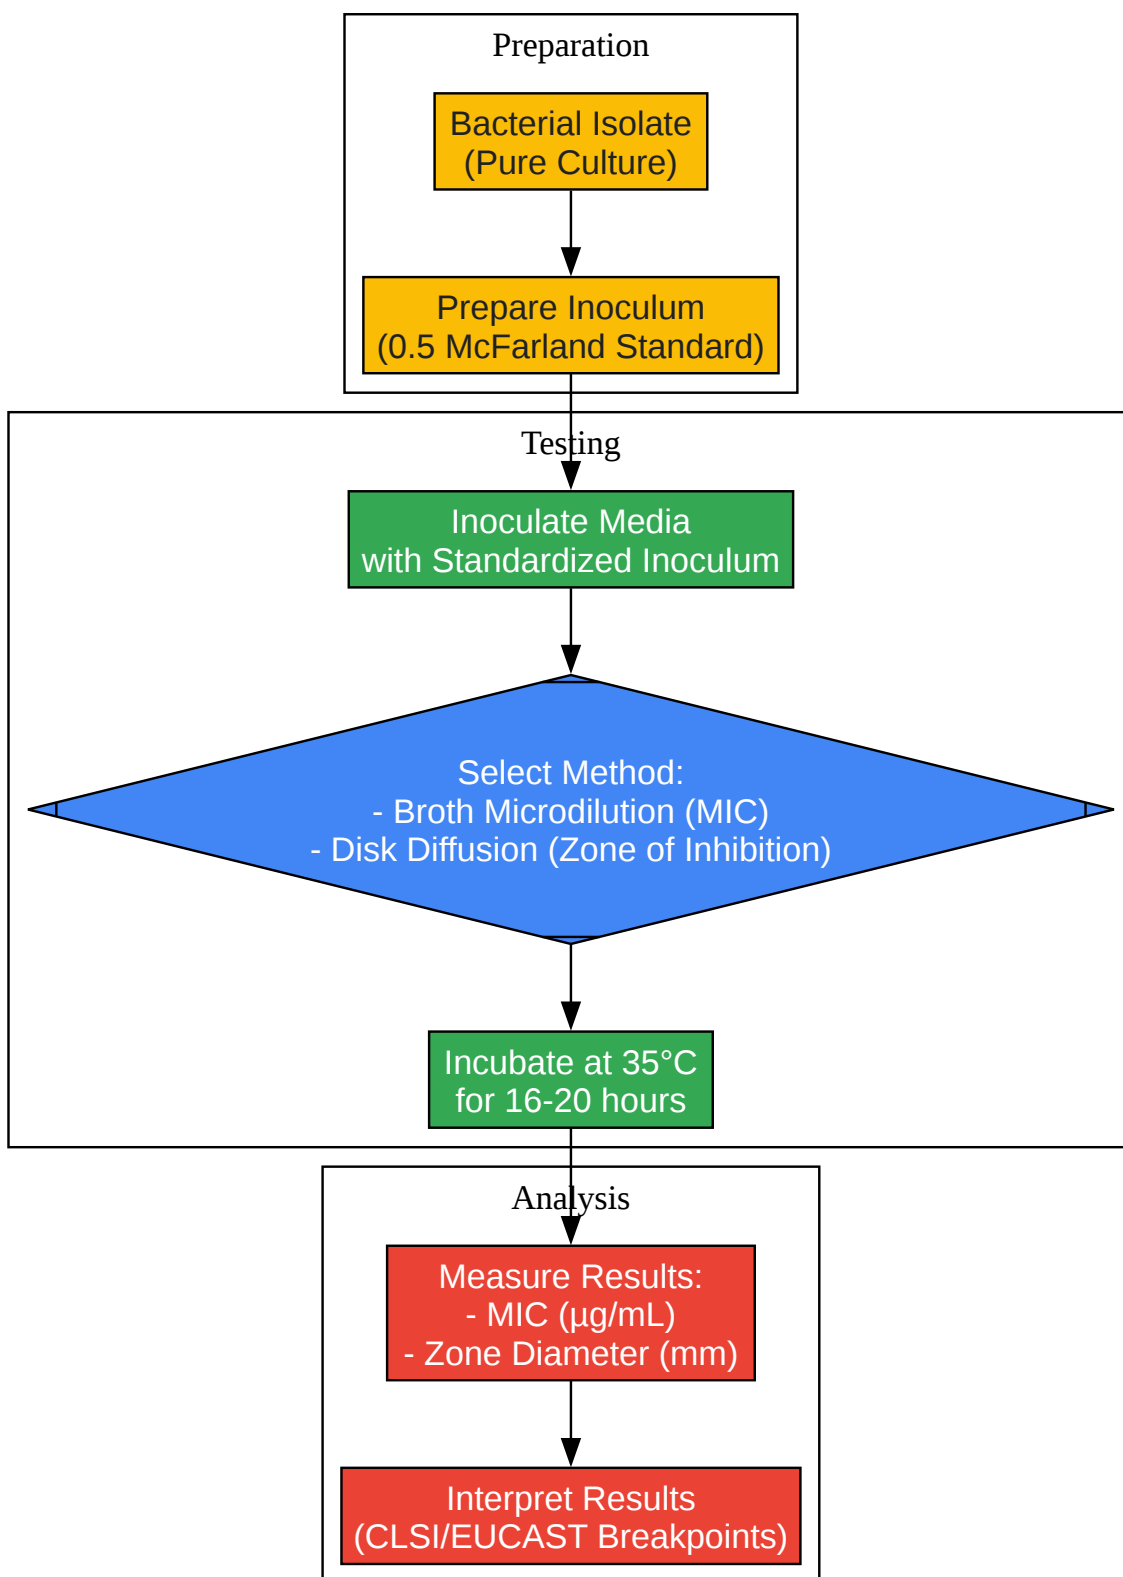 Preparation
Bacterial Isolate
(Pure Culture)
Prepare Inoculum
(0.5 McFarland Standard)
Testing
Inoculate Media
with Standardized Inoculum
Select Method:
- Broth Microdilution (MIC)
- Disk Diffusion (Zone of Inhibition)
Incubate at 35°C
for 16-20 hours
Analysis
Measure Results:
- MIC (µg/mL)
- Zone Diameter (mm)
Interpret Results
(CLSI/EUCAST Breakpoints)